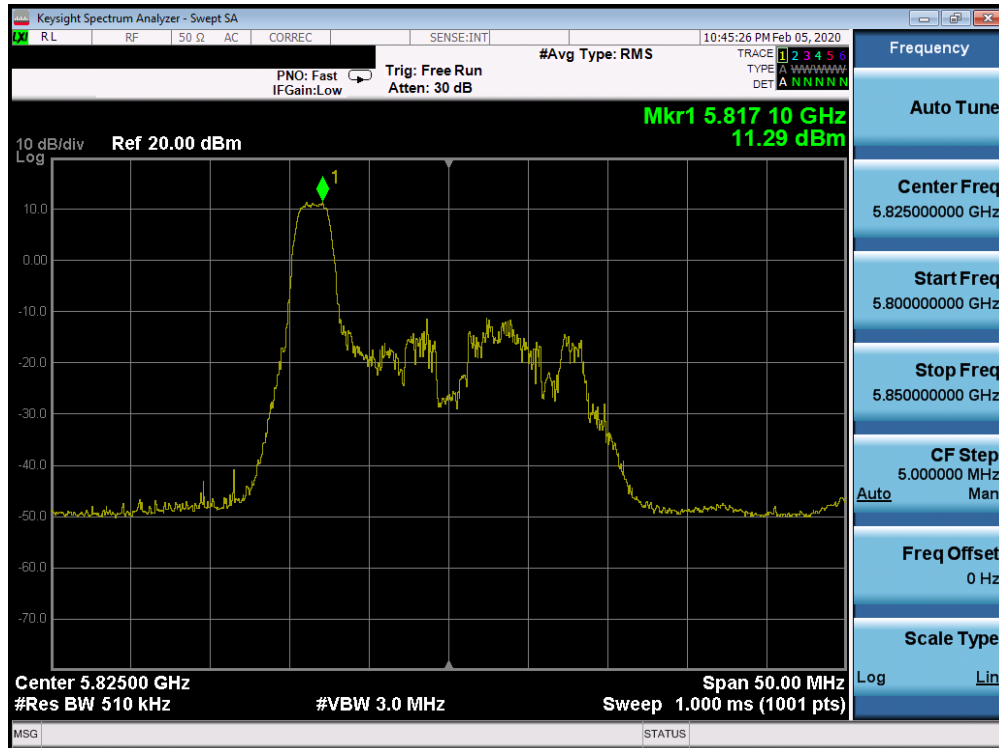 Keysight Spectrum Analyzer - Swept SA
LXI RL RF 50 Ω AC CORREC SENSE:INT 10:45:26 PM Feb 05, 2020
#Avg Type: RMS
TRACE 1 2 3 4 5 6
TYPE A WWWWW
DET A N N N N N
PNO: Fast
IFGain:Low
Trig: Free Run
Atten: 30 dB
Mkr1 5.817 10 GHz
11.29 dBm
10 dB/div Ref 20.00 dBm
Log
1
10.0
0.00
-10.0
-20.0
-30.0
-40.0
-50.0
-60.0
-70.0
Center 5.82500 GHz Span 50.00 MHz
#Res BW 510 kHz #VBW 3.0 MHz Sweep 1.000 ms (1001 pts)
MSG STATUS
Frequency
Auto Tune
Center Freq
5.825000000 GHz
Start Freq
5.800000000 GHz
Stop Freq
5.850000000 GHz
CF Step
5.000000 MHz
Auto Man
Freq Offset
0 Hz
Scale Type
Log Lin